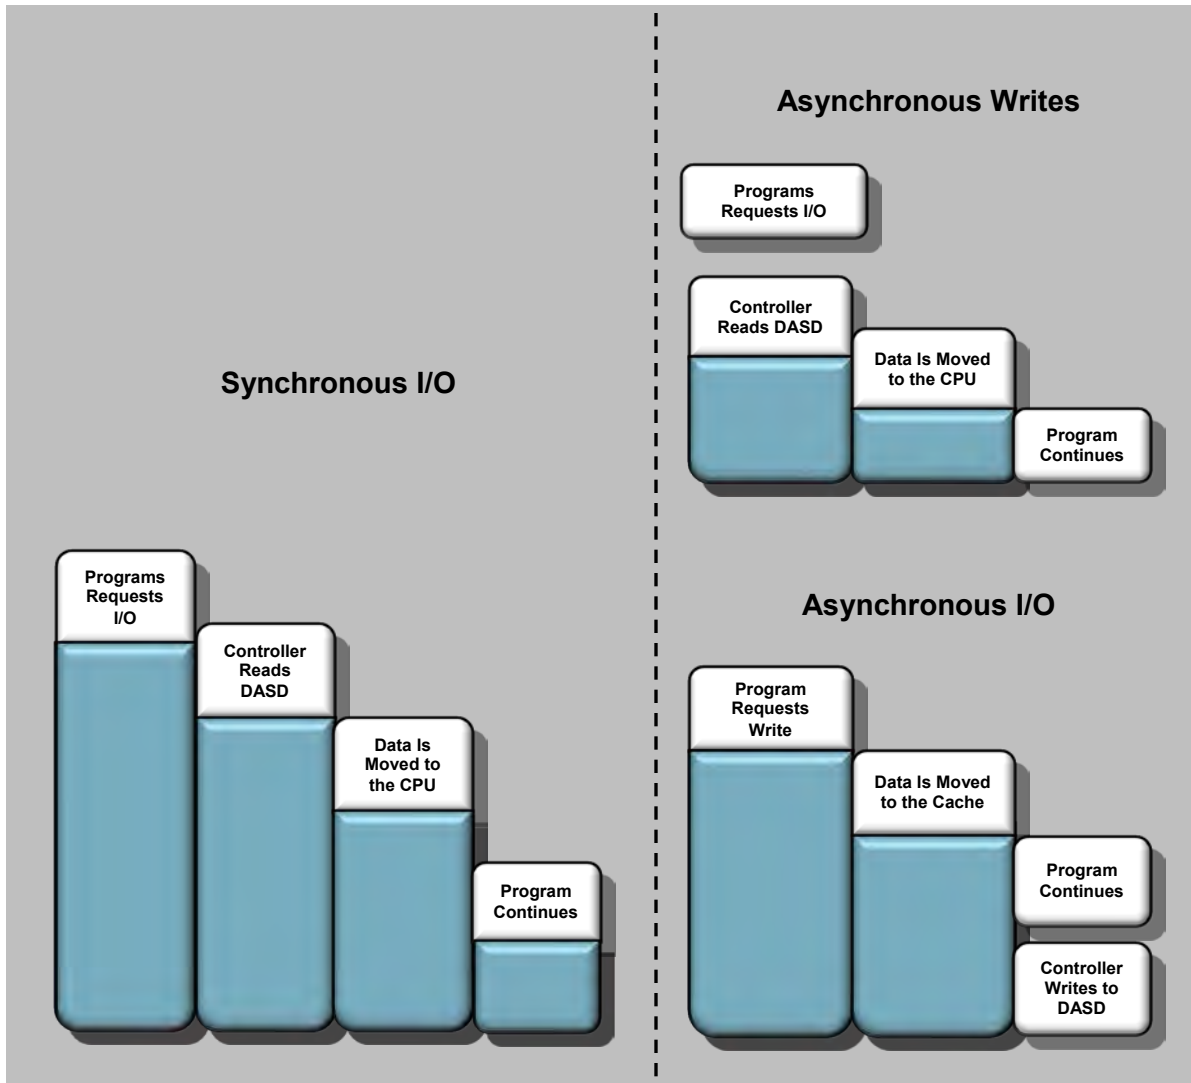 Synchronous I/O
Programs
Requests
I/O
Controller
Reads
DASD
Data Is
Moved to
the CPU
Program
Continues
Asynchronous Writes
Programs
Requests I/O
Controller
Reads DASD
Data Is Moved
to the CPU
Program
Continues
Asynchronous I/O
Program
Requests
Write
Data Is Moved
to the Cache
Program
Continues
Controller
Writes to
DASD